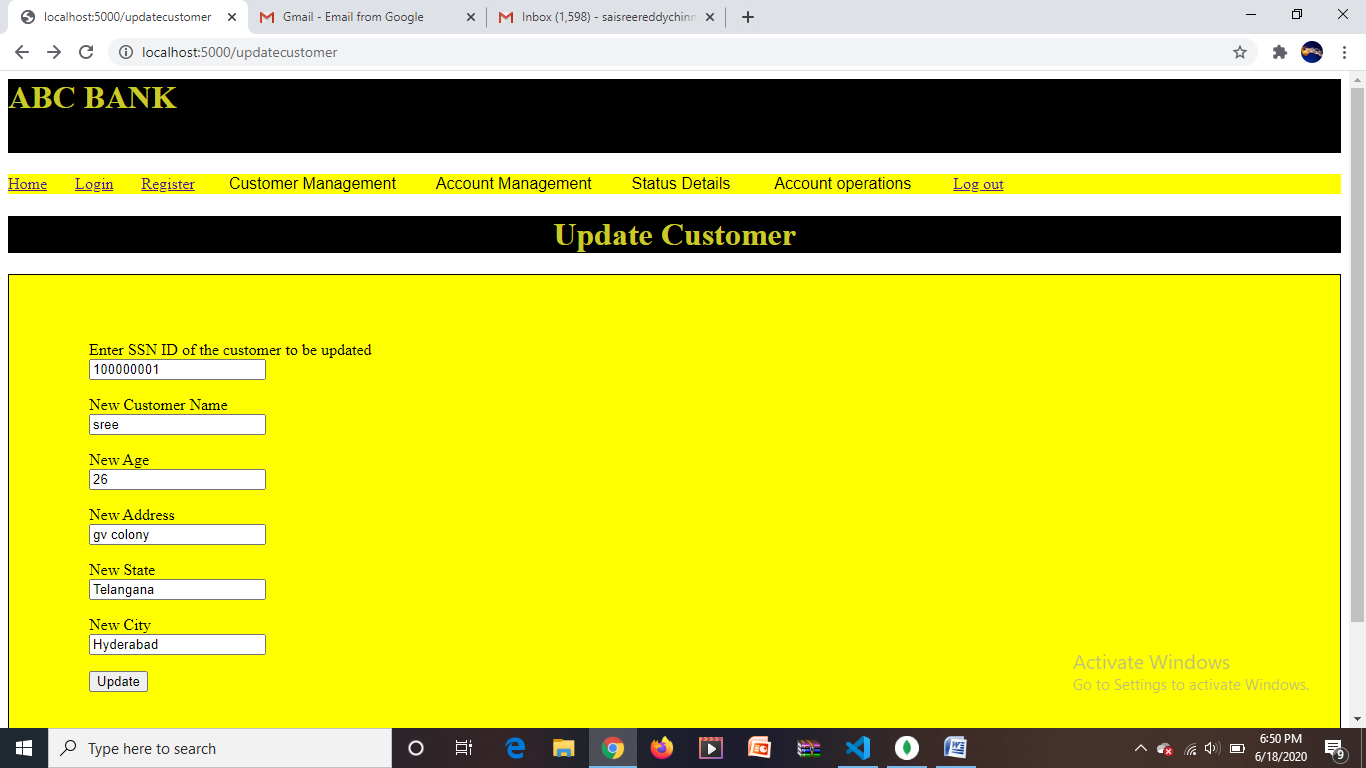 localhost:5000/updatecustomer
Gmail - Email from Google
Inbox (1,598) - saisreereddychinn
localhost:5000/updatecustomer
ABC BANK
Home Login Register Customer Management Account Management Status Details Account operations Log out
Update Customer
Enter SSN ID of the customer to be updated
100000001
New Customer Name
sree
New Age
26
New Address
gv colony
New State
Telangana
New City
Hyderabad
Update
Activate Windows
Go to Settings to activate Windows.
Type here to search
6:50 PM
6/18/2020
9